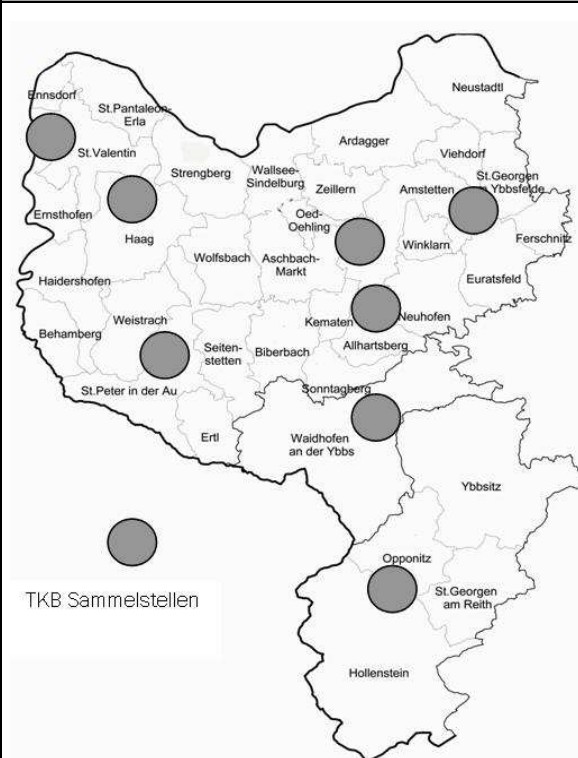 Ennsdorf
St.Pantaleon-
Erla
St.Valentin
Strengberg
Wallsee-
Sindelburg
Ardagger
Neustadtl
Viehdorf
St.Georgen
Ybbsfelde
Zeillern
Amstetten
Ernsthofen
Haag
Oed-
Oehling
Winklarn
Ferschnitz
Wolfsbach
Aschbach-
Markt
Euratsfeld
Haidershofen
Weistrach
Kematen
Neuhofen
Behamberg
Seiten-
stetten
Biberbach
Allhartsberg
St.Peter in der Au
Sonntagberg
Ertl
Waidhofen
an der Ybbs
Ybbsitz
Opponitz
St.Georgen
am Reith
TKB Sammelstellen
Hollenstein